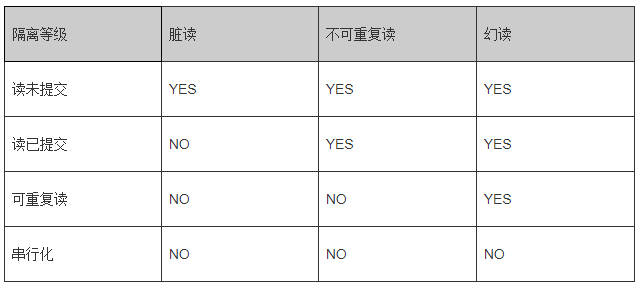 隔离等级 脏读 不可重复读 幻读
读未提交 YES YES YES
读已提交 NO YES YES
可重复读 NO NO YES
串行化 NO NO NO